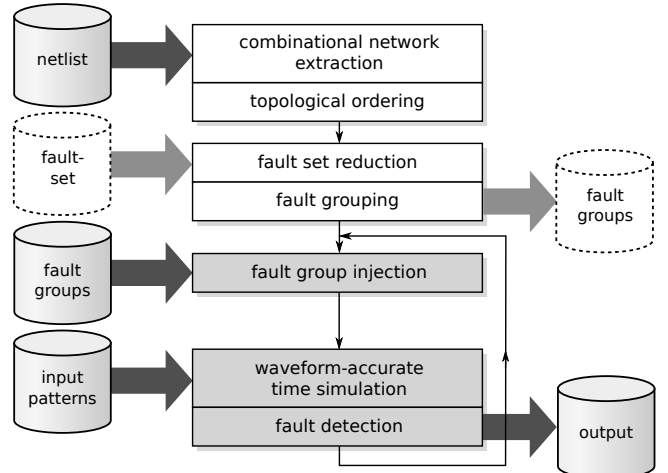 netlist
combinational network
extraction
topological ordering
fault-
set
fault set reduction
fault grouping
fault
groups
fault
groups
fault group injection
input
patterns
waveform-accurate
time simulation
fault detection
output